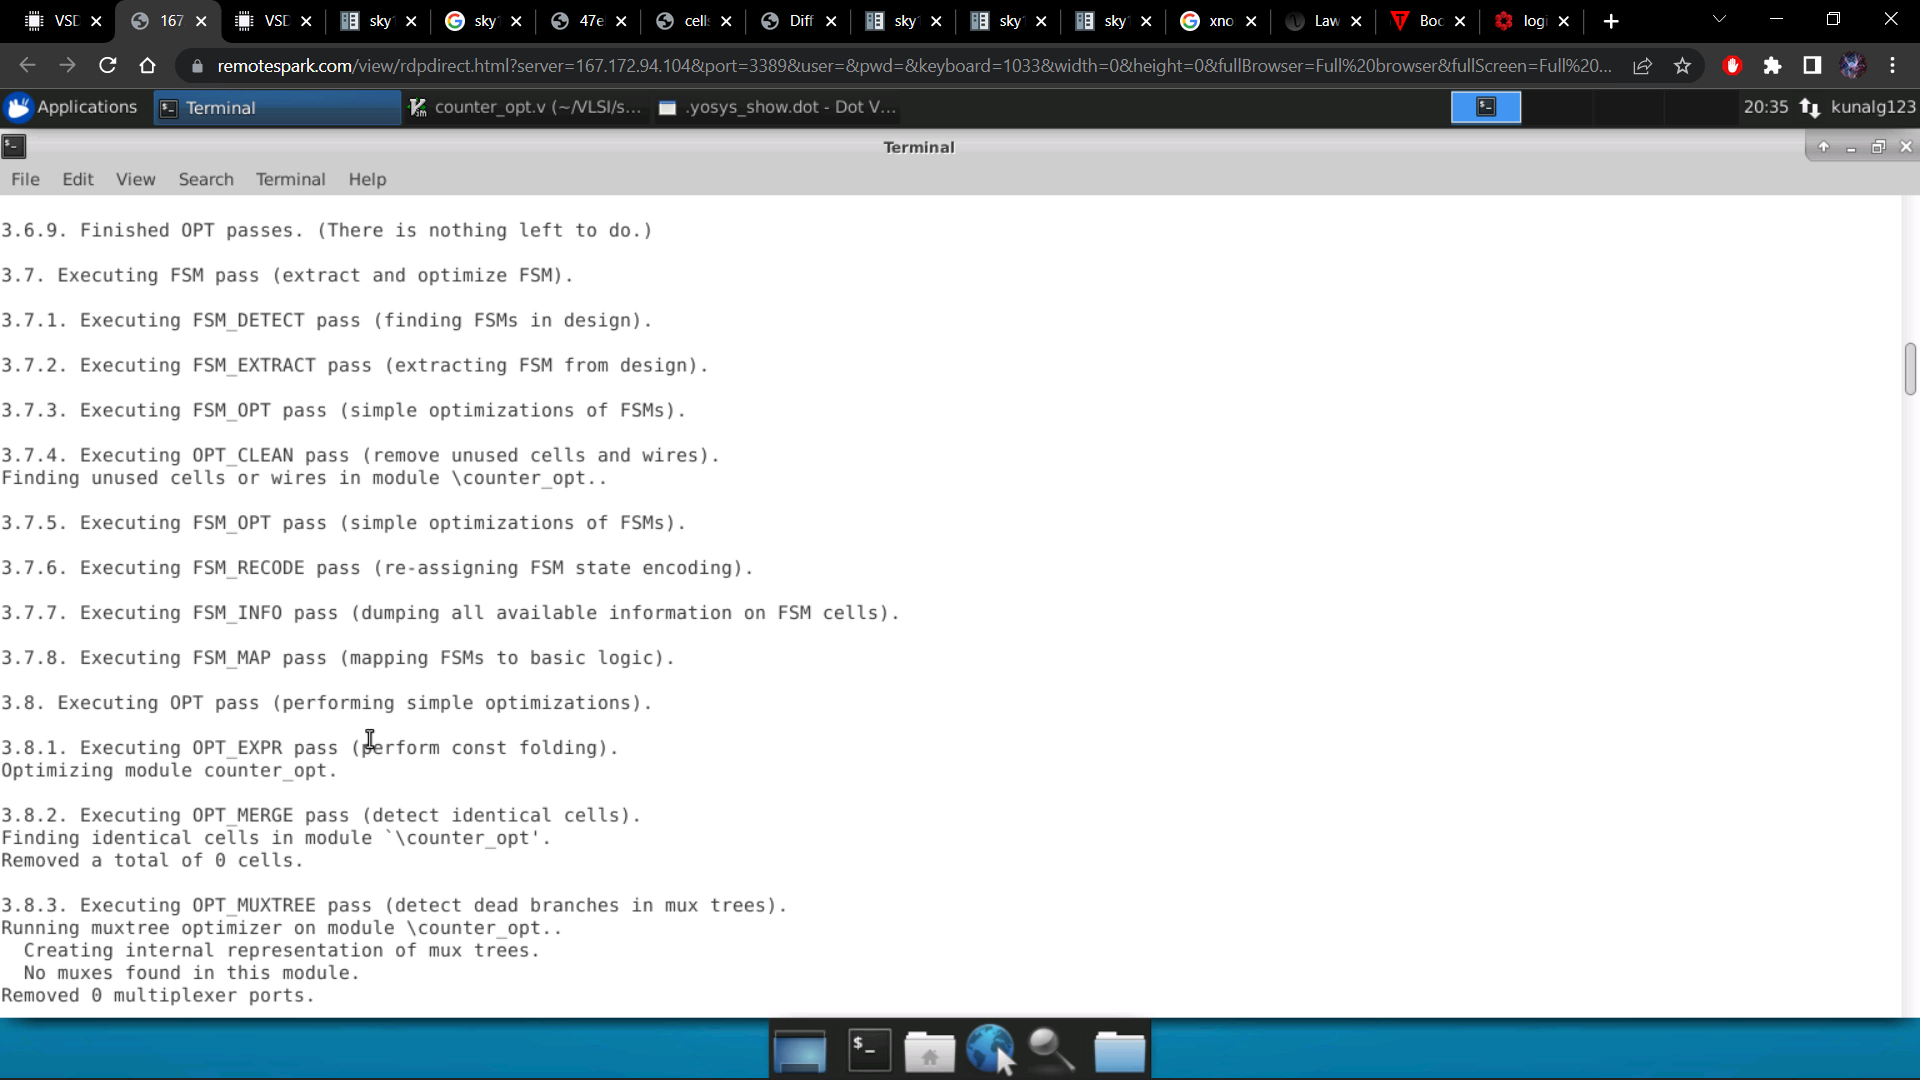 VSD
167
VSD
sky
sky
47e
cell
Diff
sky
sky
sky
xno
Law
Boc
logi
remotespark.com/view/rdpdirect.html?server=167.172.94.104&port=3389&user=&pwd=&keyboard=1033&width=0&height=0&fullBrowser=Full%20browser&fullScreen=Full%20...
Applications
Terminal
counter_opt.v (~/VLSI/s...
.yosys_show.dot - Dot V...
20:35
kunalg123
Terminal
File Edit View Search Terminal Help
3.6.9. Finished OPT passes. (There is nothing left to do.)
3.7. Executing FSM pass (extract and optimize FSM).
3.7.1. Executing FSM_DETECT pass (finding FSMs in design).
3.7.2. Executing FSM_EXTRACT pass (extracting FSM from design).
3.7.3. Executing FSM_OPT pass (simple optimizations of FSMs).
3.7.4. Executing OPT_CLEAN pass (remove unused cells and wires).
Finding unused cells or wires in module \counter_opt..
3.7.5. Executing FSM_OPT pass (simple optimizations of FSMs).
3.7.6. Executing FSM_RECODE pass (re-assigning FSM state encoding).
3.7.7. Executing FSM_INFO pass (dumping all available information on FSM cells).
3.7.8. Executing FSM_MAP pass (mapping FSMs to basic logic).
3.8. Executing OPT pass (performing simple optimizations).
3.8.1. Executing OPT_EXPR pass (perform const folding).
Optimizing module counter_opt.
3.8.2. Executing OPT_MERGE pass (detect identical cells).
Finding identical cells in module `\counter_opt'.
Removed a total of 0 cells.
3.8.3. Executing OPT_MUXTREE pass (detect dead branches in mux trees).
Running muxtree optimizer on module \counter_opt..
Creating internal representation of mux trees.
No muxes found in this module.
Removed 0 multiplexer ports.